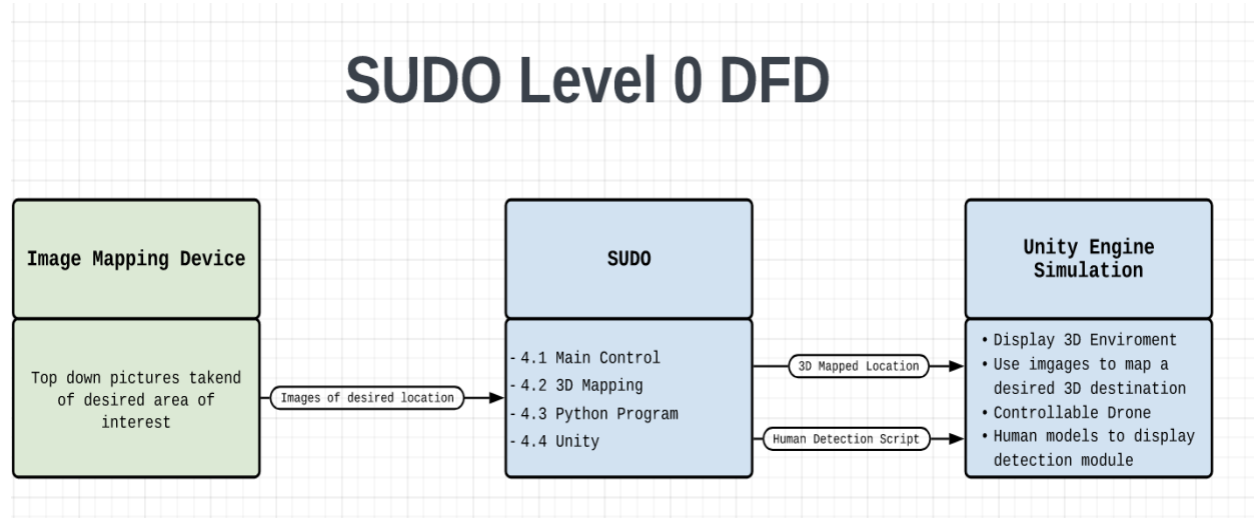 SUDO Level 0 DFD
Image Mapping Device
Top down pictures takend
of desired area of
interest
Images of desired location
SUDO
- 4.1 Main Control
- 4.2 3D Mapping
- 4.3 Python Program
- 4.4 Unity
3D Mapped Location
Human Detection Script
Unity Engine
Simulation
• Display 3D Enviroment
• Use imgages to map a
desired 3D destination
• Controllable Drone
• Human models to display
detection module